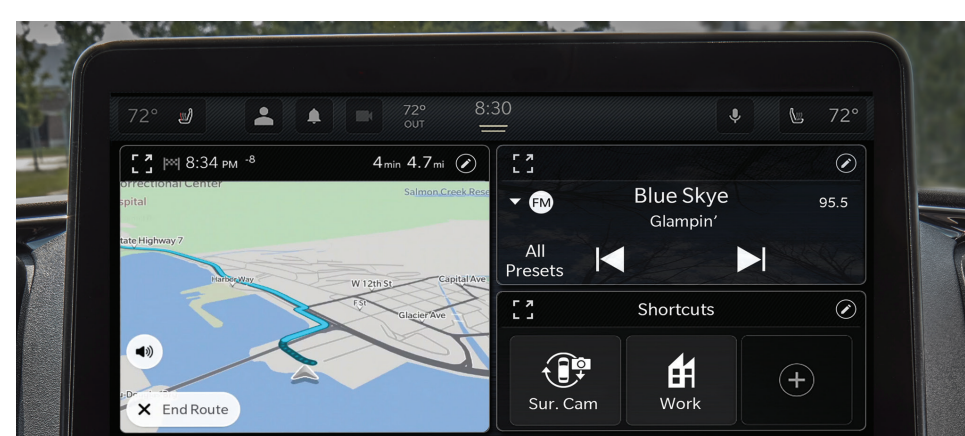 72°
72°
OUT
8:30
72°
8:34 PM -8
4 min 4.7 mi
orrectional Center
spital
Salmon Creek Rese
tate Highway 7
Harbor Way
W 12th St
Capital Ave
F St
Glacier Ave
End Route
FM
Blue Skye
Glampin'
95.5
All
Presets
Shortcuts
Sur. Cam
Work